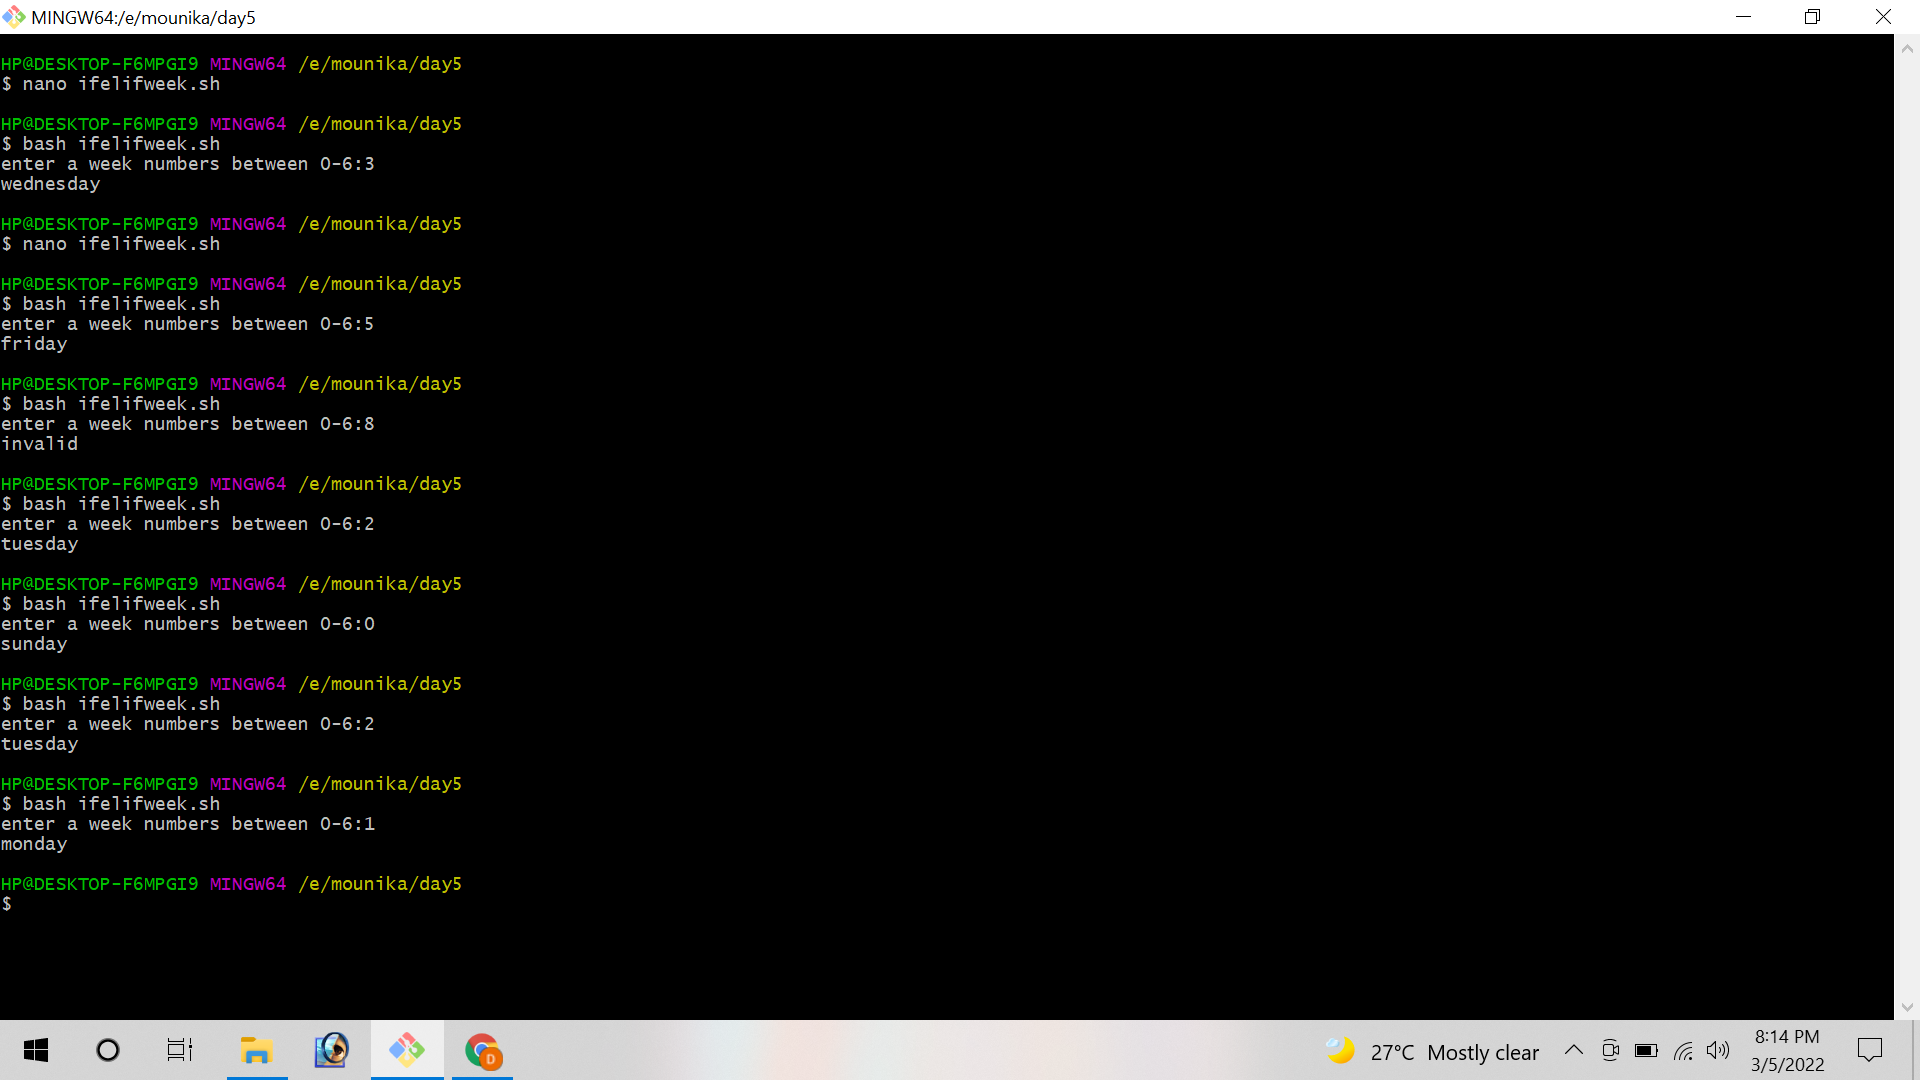 MINGW64:/e/mounika/day5
HP@DESKTOP-F6MPGI9 MINGW64 /e/mounika/day5
$ nano ifelifweek.sh
HP@DESKTOP-F6MPGI9 MINGW64 /e/mounika/day5
$ bash ifelifweek.sh
enter a week numbers between 0-6:3
wednesday
HP@DESKTOP-F6MPGI9 MINGW64 /e/mounika/day5
$ nano ifelifweek.sh
HP@DESKTOP-F6MPGI9 MINGW64 /e/mounika/day5
$ bash ifelifweek.sh
enter a week numbers between 0-6:5
friday
HP@DESKTOP-F6MPGI9 MINGW64 /e/mounika/day5
$ bash ifelifweek.sh
enter a week numbers between 0-6:8
invalid
HP@DESKTOP-F6MPGI9 MINGW64 /e/mounika/day5
$ bash ifelifweek.sh
enter a week numbers between 0-6:2
tuesday
HP@DESKTOP-F6MPGI9 MINGW64 /e/mounika/day5
$ bash ifelifweek.sh
enter a week numbers between 0-6:0
sunday
HP@DESKTOP-F6MPGI9 MINGW64 /e/mounika/day5
$ bash ifelifweek.sh
enter a week numbers between 0-6:2
tuesday
HP@DESKTOP-F6MPGI9 MINGW64 /e/mounika/day5
$ bash ifelifweek.sh
enter a week numbers between 0-6:1
monday
HP@DESKTOP-F6MPGI9 MINGW64 /e/mounika/day5
$
D
27°C Mostly clear
8:14 PM
3/5/2022